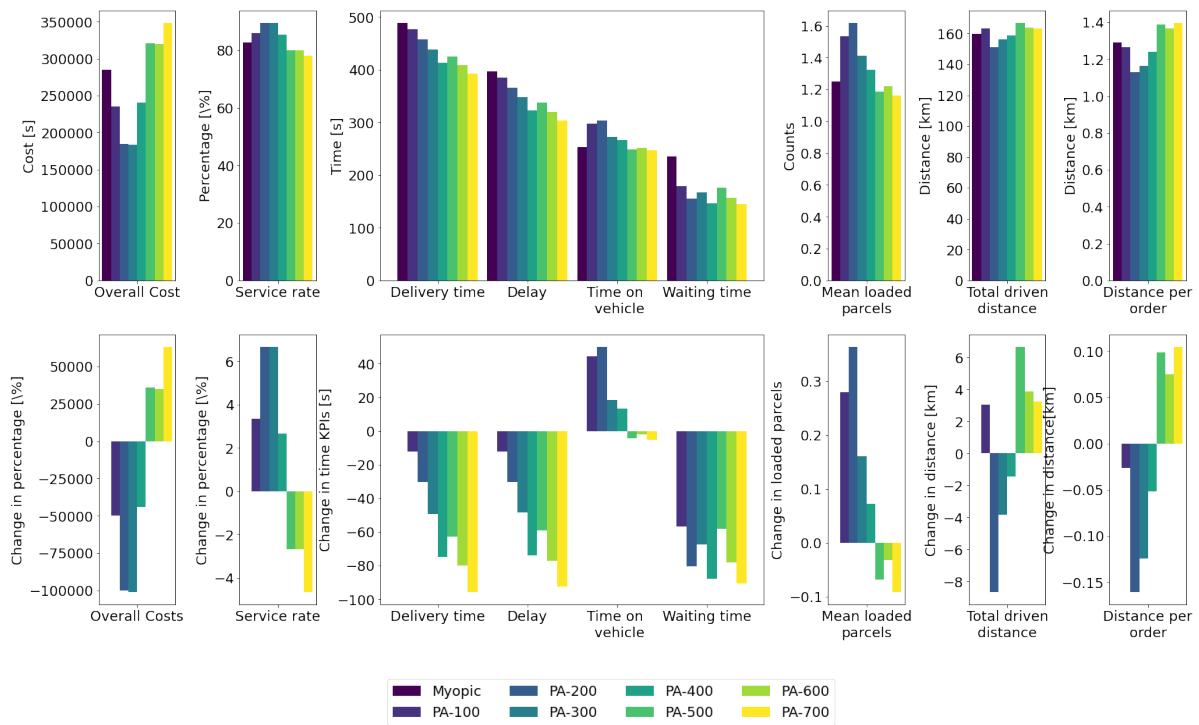 Cost [s]
350000
300000
250000
200000
150000
100000
50000
0
Overall Cost
Percentage [\%]
80
60
40
20
0
Service rate
Time [s]
500
400
300
200
100
0
Delivery time
Delay
Time on
vehicle
Waiting time
Counts
1.6
1.4
1.2
1.0
0.8
0.6
0.4
0.2
0.0
Mean loaded
parcels
Distance [km]
160
140
120
100
80
60
40
20
0
Total driven
distance
Distance [km]
1.4
1.2
1.0
0.8
0.6
0.4
0.2
0.0
Distance per
order
Change in percentage [\%]
50000
25000
0
−25000
−50000
−75000
−100000
Overall Costs
Change in percentage [\%]
6
4
2
0
−2
−4
Service rate
Change in time KPIs [s]
40
20
0
−20
−40
−60
−80
−100
Delivery time
Delay
Time on
vehicle
Waiting time
Change in loaded parcels
0.3
0.2
0.1
0.0
−0.1
Mean loaded
parcels
Change in distance [km]
6
4
2
0
−2
−4
−6
−8
Total driven
distance
Change in distance[km]
0.10
0.05
0.00
−0.05
−0.10
−0.15
Distance per
order
Myopic
PA-200
PA-400
PA-600
PA-100
PA-300
PA-500
PA-700